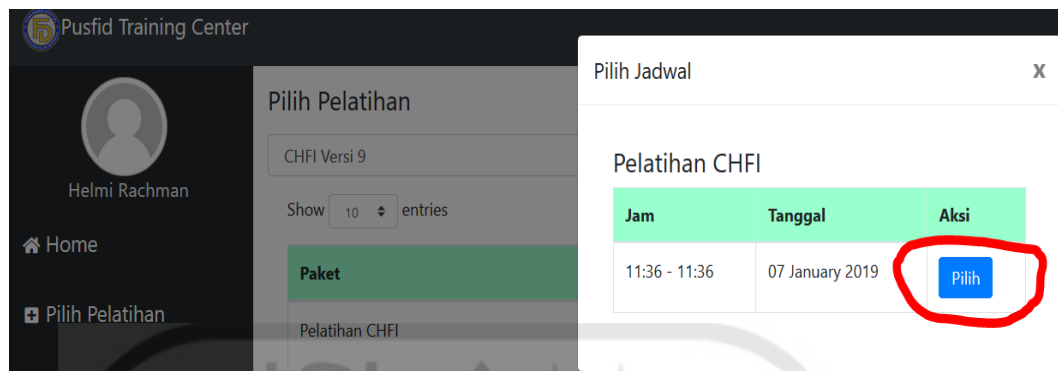 Pusfid Training Center
Helmi Rachman
Home
Pilih Pelatihan
Pilih Pelatihan
CHFI Versi 9
Show 10 entries
Paket
Pelatihan CHFI
Pilih Jadwal X
Pelatihan CHFI
Jam Tanggal Aksi
11:36 - 11:36 07 January 2019 Pilih